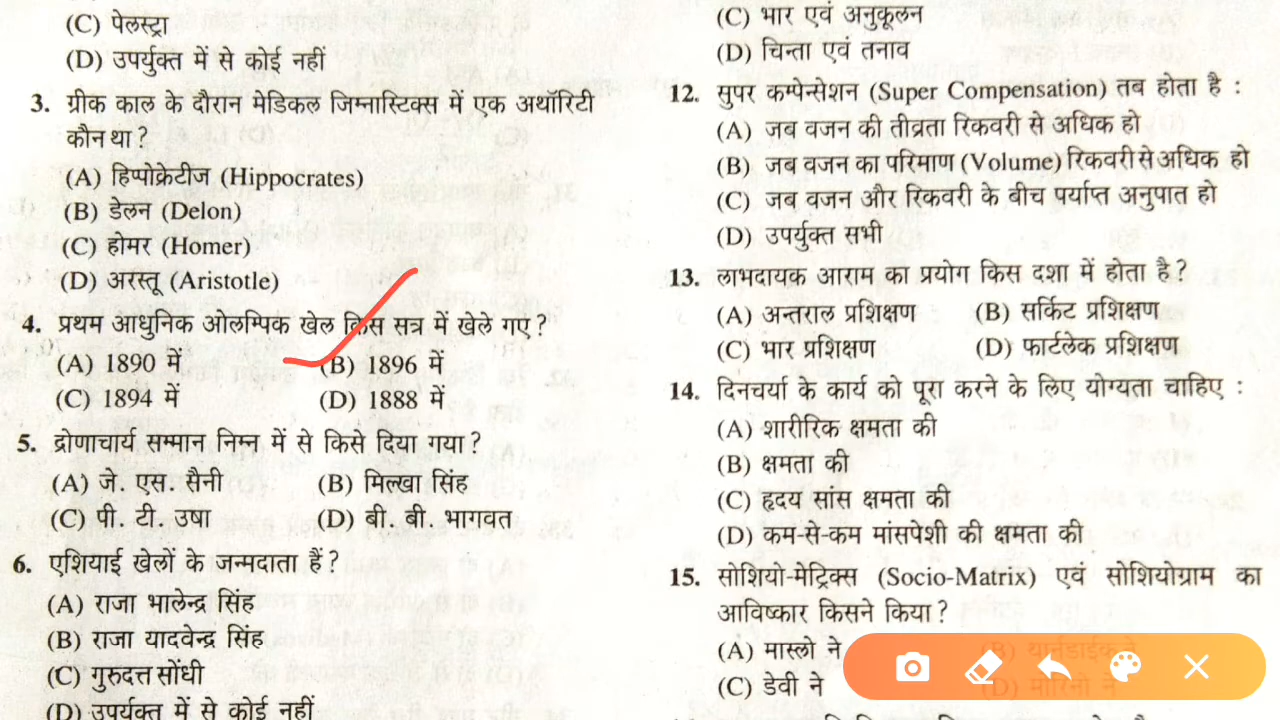 (C) पेलस्ट्रा
(D) उपर्युक्त में से कोई नहीं
3. ग्रीक काल के दौरान मेडिकल जिम्नास्टिक्स में एक अथॉरिटी
कौन था?
(A) हिप्पोक्रेटीज (Hippocrates)
(B) डेलन (Delon)
(C) होमर (Homer)
(D) अरस्तू (Aristotle)
4. प्रथम आधुनिक ओलम्पिक खेल किस सत्र में खेले गए?
(A) 1890 में (B) 1896 में
(C) 1894 में (D) 1888 में
5. द्रोणाचार्य सम्मान निम्न में से किसे दिया गया?
(A) जे. एस. सैनी (B) मिल्खा सिंह
(C) पी. टी. उषा (D) बी. बी. भागवत
6. एशियाई खेलों के जन्मदाता हैं?
(A) राजा भालेन्द्र सिंह
(B) राजा यादवेन्द्र सिंह
(C) गुरुदत्त सोंधी
(D) उपर्युक्त में से कोई नहीं
(C) भार एवं अनुकूलन
(D) चिन्ता एवं तनाव
12. सुपर कम्पेन्सेशन (Super Compensation) तब होता है :
(A) जब वजन की तीव्रता रिकवरी से अधिक हो
(B) जब वजन का परिमाण (Volume) रिकवरी से अधिक हो
(C) जब वजन और रिकवरी के बीच पर्याप्त अनुपात हो
(D) उपर्युक्त सभी
13. लाभदायक आराम का प्रयोग किस दशा में होता है?
(A) अन्तराल प्रशिक्षण (B) सर्किट प्रशिक्षण
(C) भार प्रशिक्षण (D) फार्टलेक प्रशिक्षण
14. दिनचर्या के कार्य को पूरा करने के लिए योग्यता चाहिए :
(A) शारीरिक क्षमता की
(B) क्षमता की
(C) हृदय सांस क्षमता की
(D) कम-से-कम मांसपेशी की क्षमता की
15. सोशियो-मेट्रिक्स (Socio-Matrix) एवं सोशियोग्राम का
आविष्कार किसने किया?
(A) मास्लो ने (B) थार्नडाईक ने
(C) डेवी ने (D) मोरिनो ने